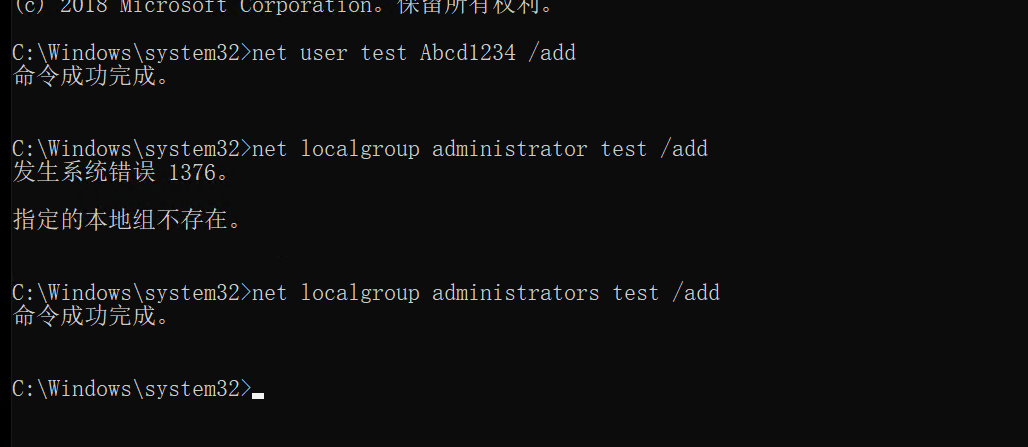 (c) 2018 Microsoft Corporation。保留所有权利。
C:\Windows\system32>net user test Abcd1234 /add
命令成功完成。
C:\Windows\system32>net localgroup administrator test /add
发生系统错误 1376。
指定的本地组不存在。
C:\Windows\system32>net localgroup administrators test /add
命令成功完成。
C:\Windows\system32>